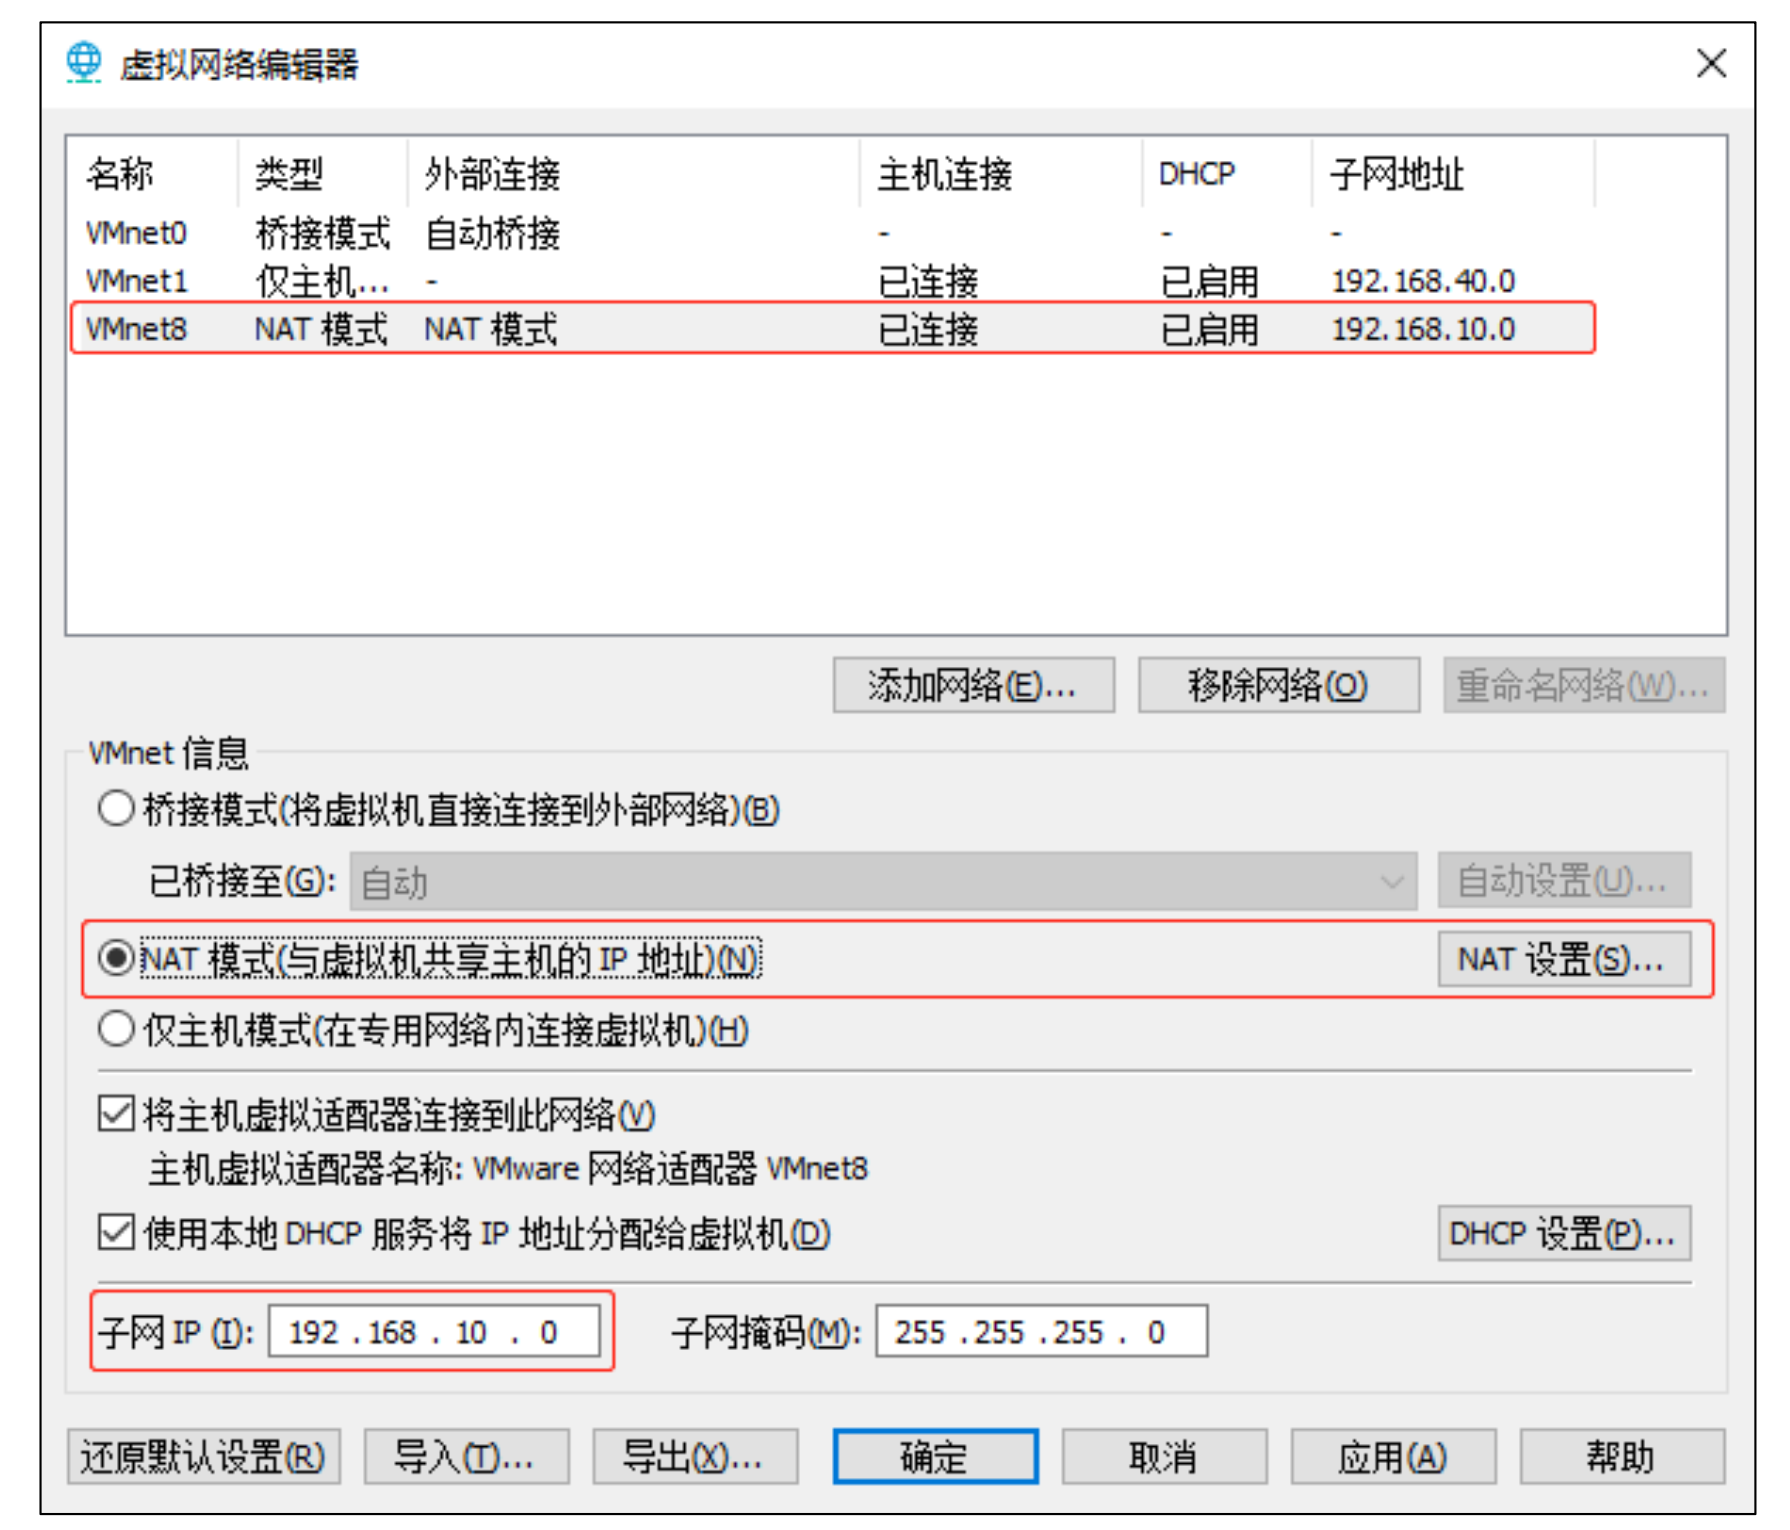 虚拟网络编辑器
名称 类型 外部连接 主机连接 DHCP 子网地址
VMnet0 桥接模式 自动桥接 - - -
VMnet1 仅主机... - 已连接 已启用 192.168.40.0
VMnet8 NAT 模式 NAT 模式 已连接 已启用 192.168.10.0
添加网络(E)... 移除网络(O) 重命名网络(W)...
VMnet 信息
桥接模式(将虚拟机直接连接到外部网络)(B)
已桥接至(G): 自动 自动设置(U)...
NAT 模式(与虚拟机共享主机的 IP 地址)(N) NAT 设置(S)...
仅主机模式(在专用网络内连接虚拟机)(H)
将主机虚拟适配器连接到此网络(V)
主机虚拟适配器名称: VMware 网络适配器 VMnet8
使用本地 DHCP 服务将 IP 地址分配给虚拟机(D) DHCP 设置(P)...
子网 IP (I): 192 . 168 . 10 . 0 子网掩码(M): 255 . 255 . 255 . 0
还原默认设置(R) 导入(T)... 导出(X)... 确定 取消 应用(A) 帮助